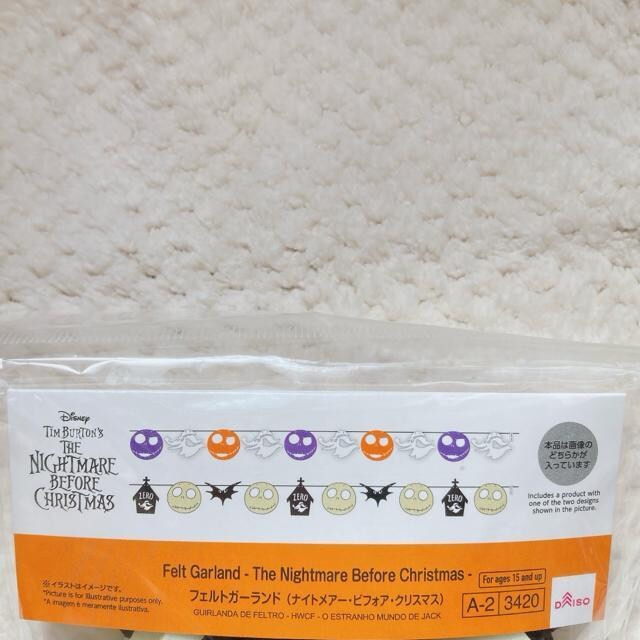 Disney
TIM BURTON'S
THE
NIGHTMARE
BEFORE
CHRISTMAS
ZERO
ZERO
ZERO
本品は画像の
どちらかが
入っています
Includes a product with
one of the two designs
shown in the picture.
※イラストはイメージです。
*Picture is for illustrative purposes only.
*A imagem é meramente ilustrativa.
Felt Garland - The Nightmare Before Christmas -
For ages 15 and up
フェルトガーランド（ナイトメアー・ビフォア・クリスマス）
GUIRLANDA DE FELTRO - HWCF - O ESTRANHO MUNDO DE JACK
A-2 3420
DAISO